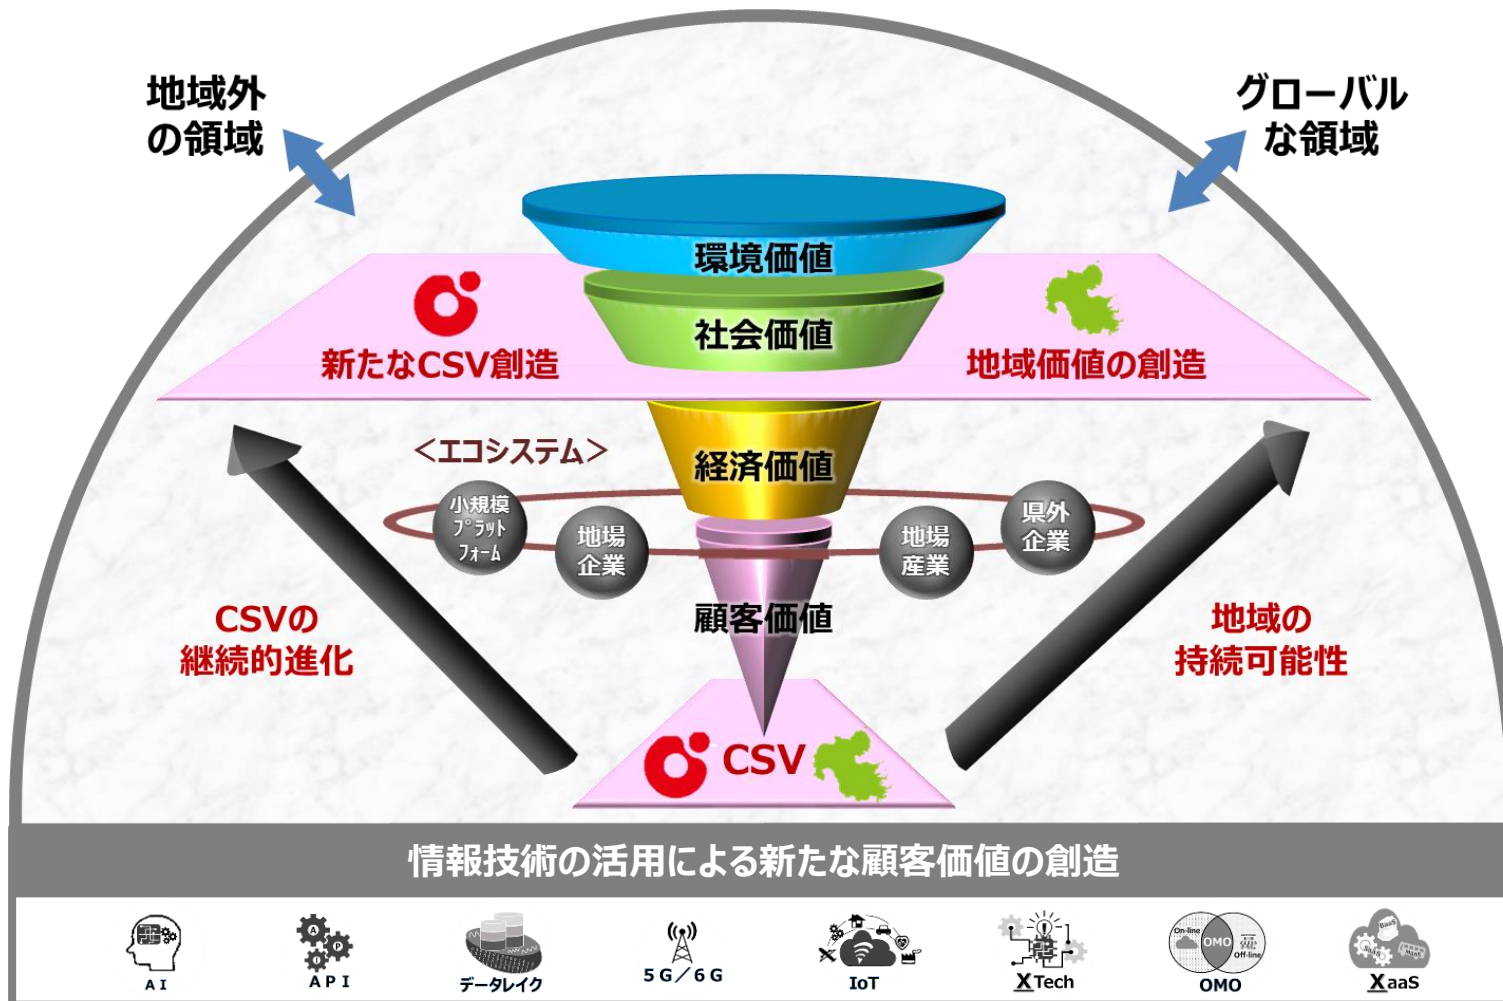 地域外
の領域
グローバル
な領域
環境価値
社会価値
新たなCSV創造
地域価値の創造
<エコシステム>
経済価値
小規模
プラット
フォーム
地場
企業
地場
産業
県外
企業
顧客価値
CSVの
継続的進化
地域の
持続可能性
CSV
情報技術の活用による新たな顧客価値の創造
A
P
I
On-line
OMO
Off-line
BaaS
AI
API
データレイク
5G/6G
IoT
XTech
OMO
XaaS